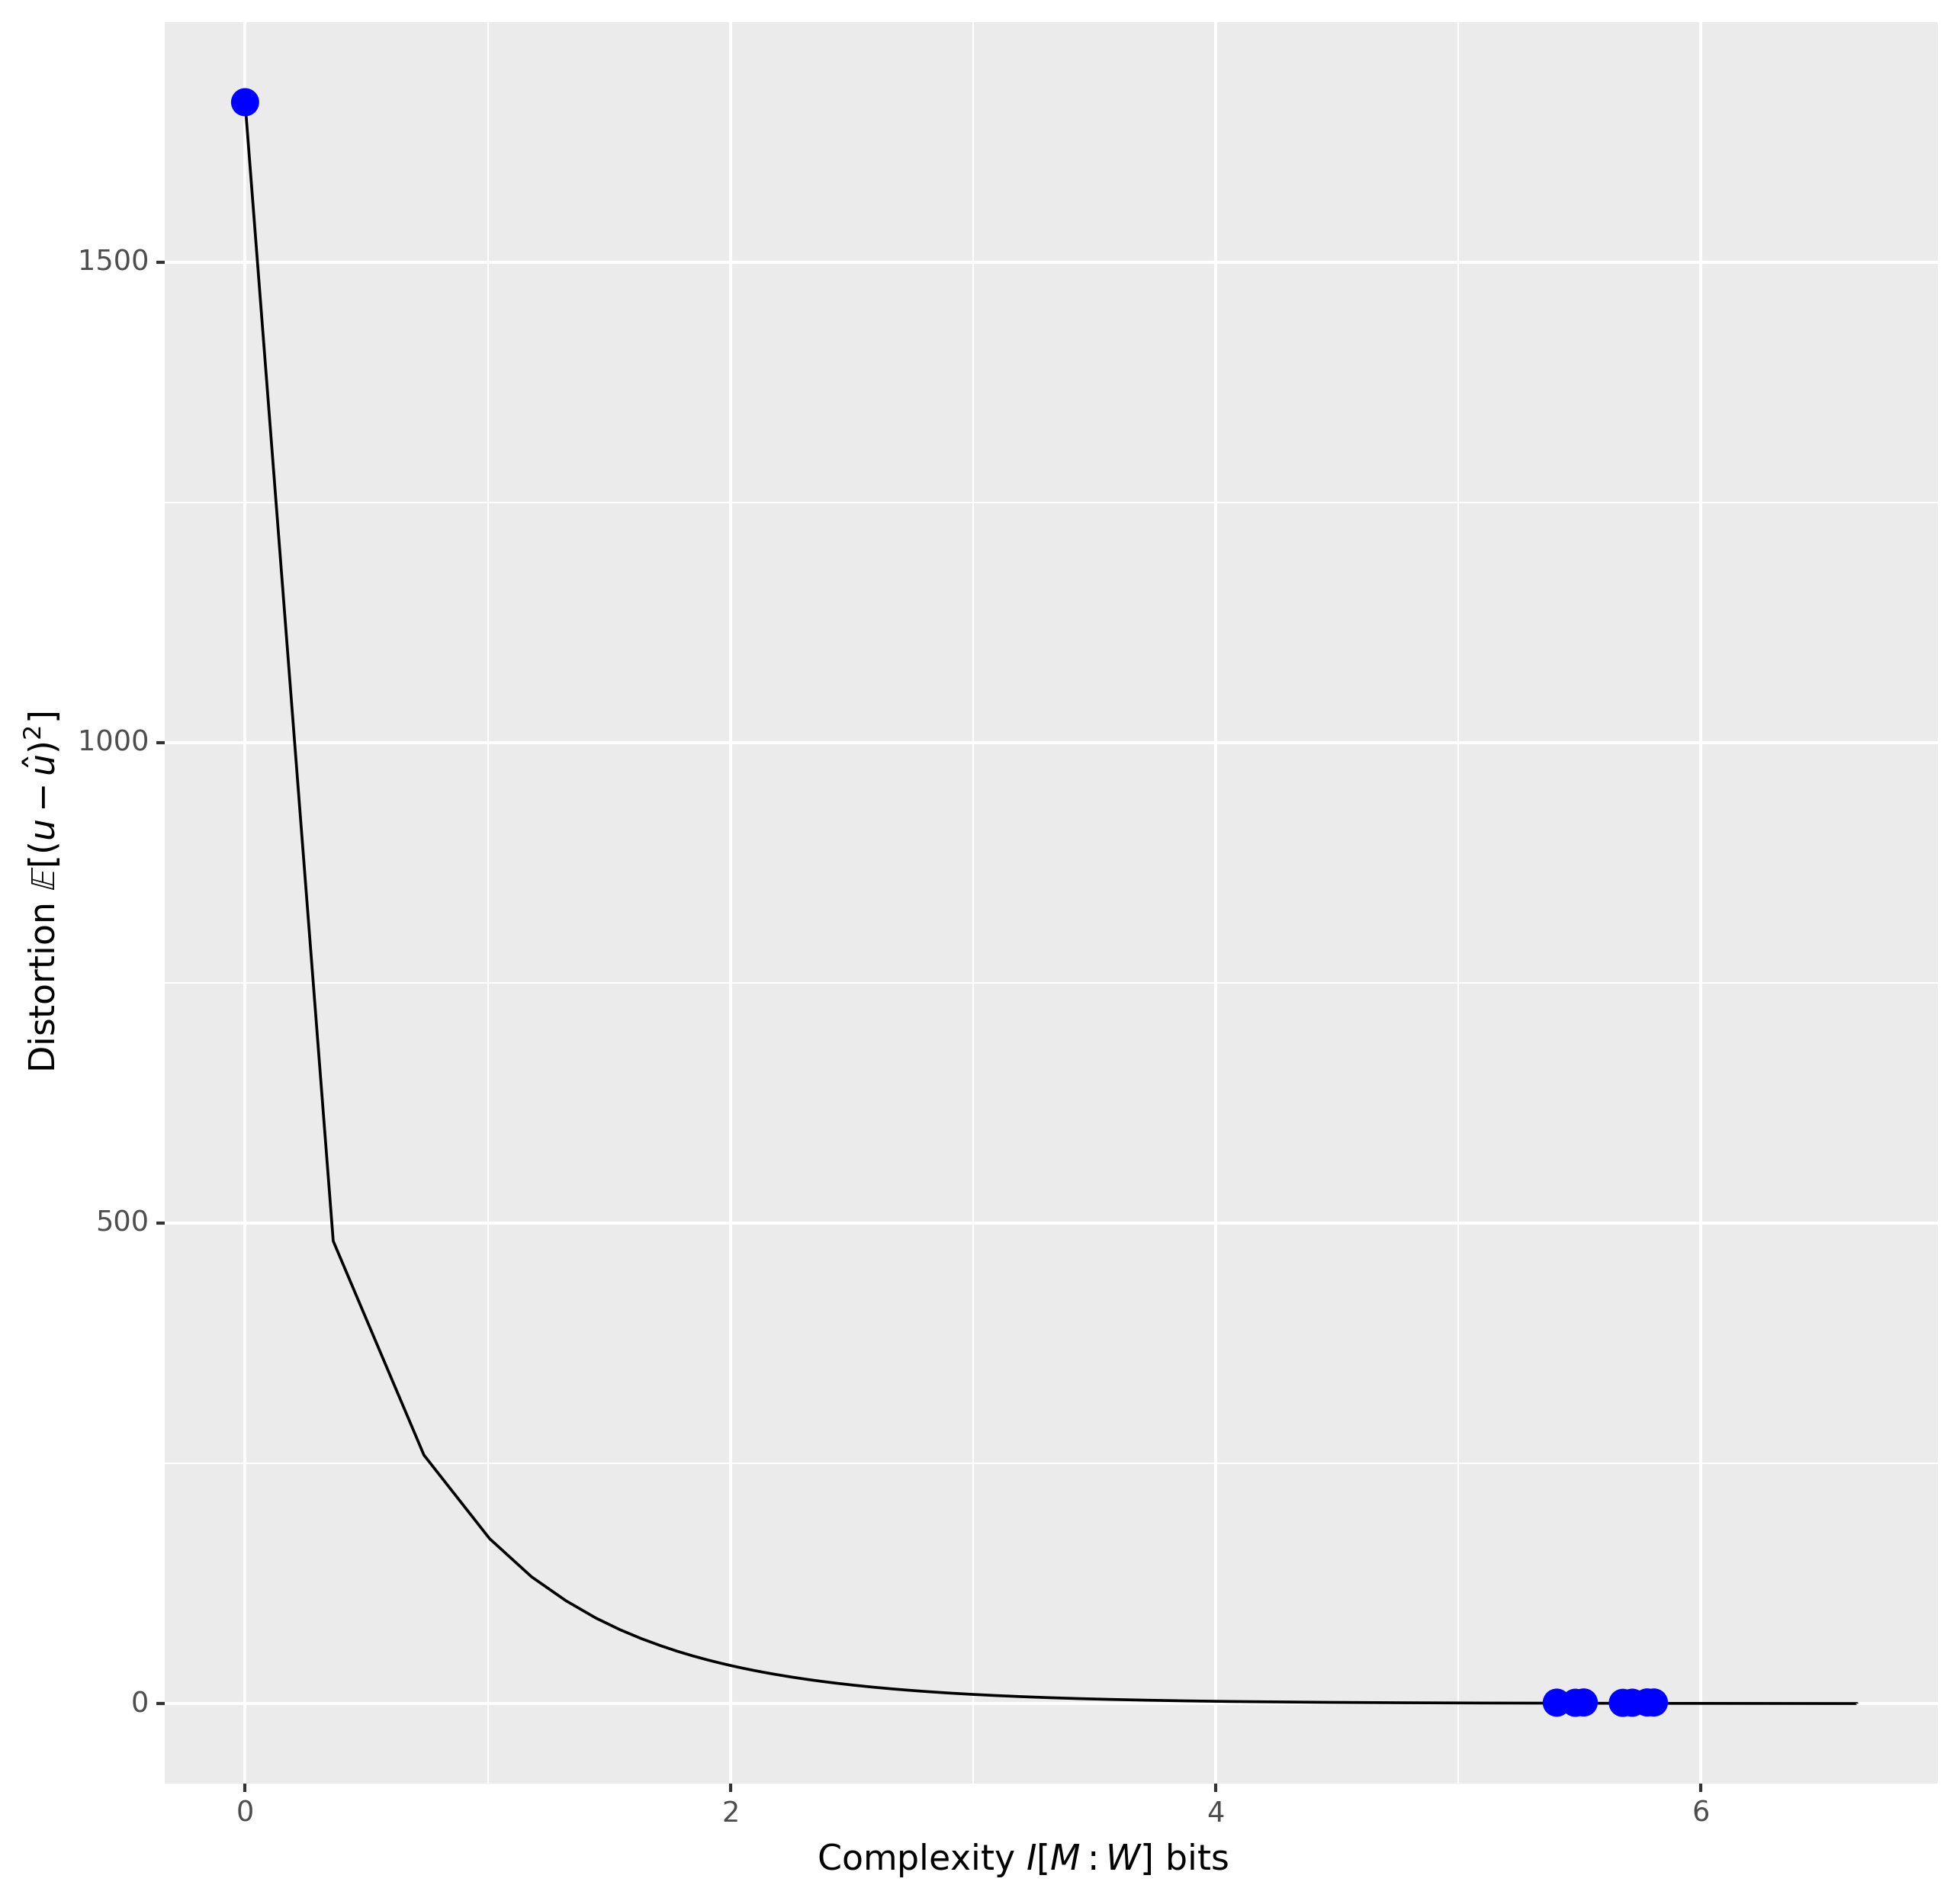 1500
1000
500
0
Distortion 𝔼[(u − û)²]
0 2 4 6
Complexity I[M : W] bits